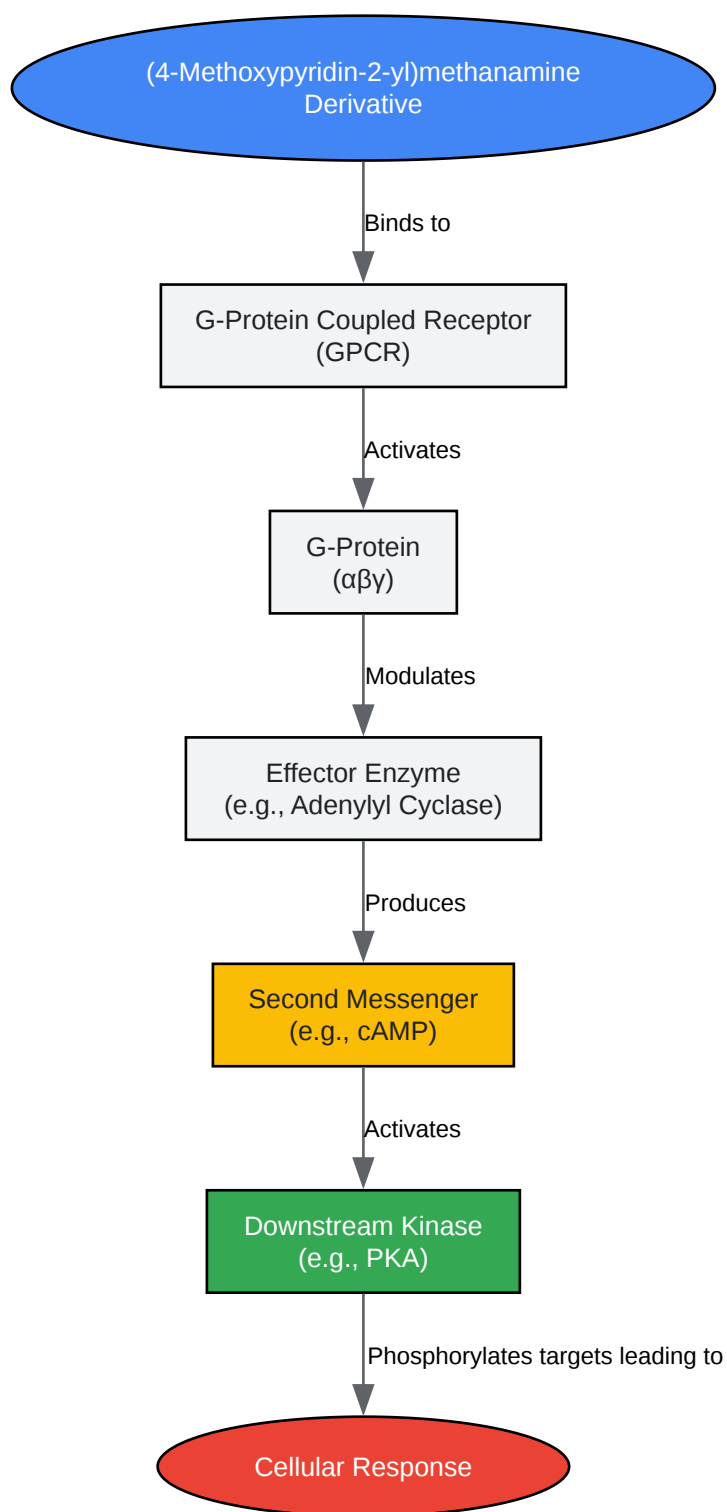 (4-Methoxypyridin-2-yl)methanamine
Derivative
Binds to
G-Protein Coupled Receptor
(GPCR)
Activates
G-Protein
(αβγ)
Modulates
Effector Enzyme
(e.g., Adenylyl Cyclase)
Produces
Second Messenger
(e.g., cAMP)
Activates
Downstream Kinase
(e.g., PKA)
Phosphorylates targets leading to
Cellular Response